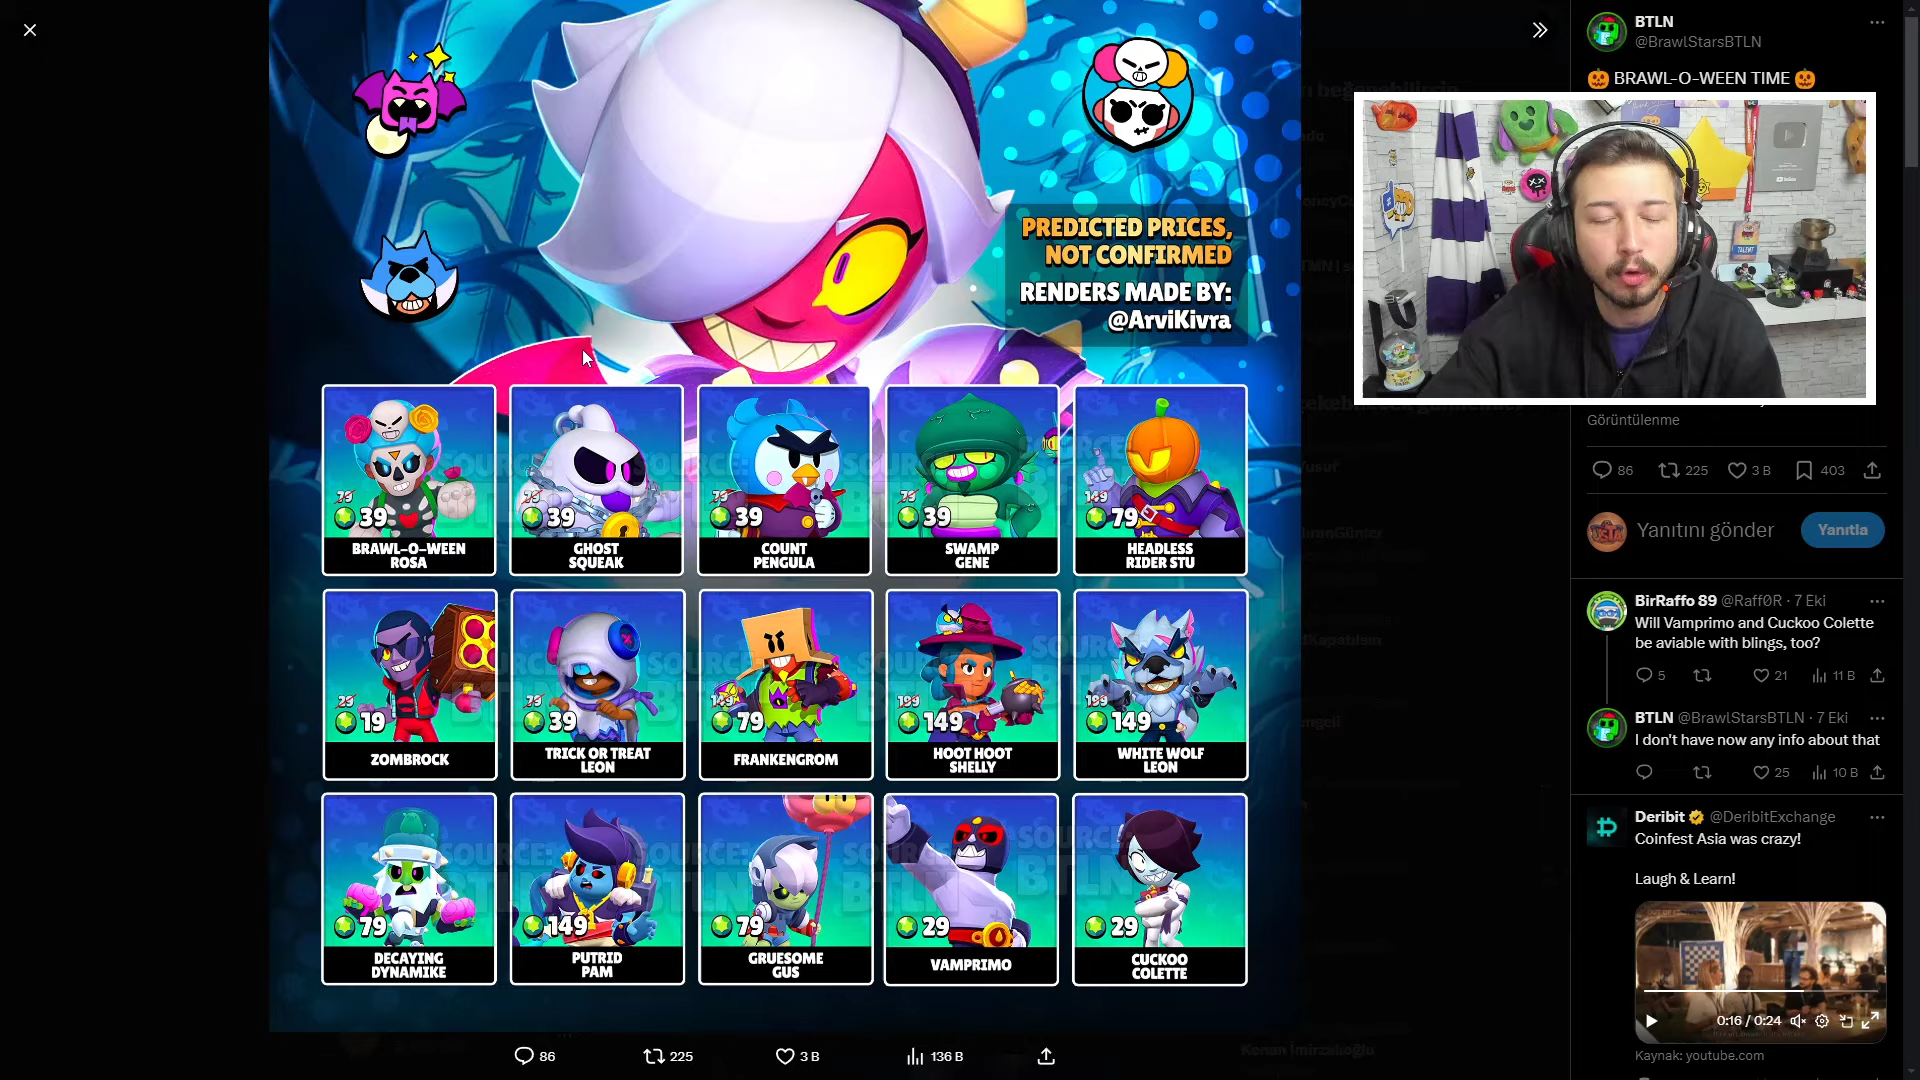 PREDICTED PRICES,
NOT CONFIRMED
RENDERS MADE BY:
@ArviKivra
79
39
BRAWL-O-WEEN
ROSA
79
39
GHOST
SQUEAK
79
39
COUNT
PENGULA
79
39
SWAMP
GENE
149
79
HEADLESS
RIDER STU
29
19
ZOMBROCK
79
39
TRICK OR TREAT
LEON
149
79
FRANKENGROM
199
149
HOOT HOOT
SHELLY
199
149
WHITE WOLF
LEON
79
DECAYING
DYNAMIKE
149
PUTRID
PAM
79
GRUESOME
GUS
29
VAMPRIMO
29
CUCKOO
COLETTE
SOURCE:
BTLN
86 225 3 B 136 B
BTLN
@BrawlStarsBTLN
🎃 BRAWL-O-WEEN TIME 🎃
Görüntülenme
86 225 3 B 403
Yanıtını gönder Yanıtla
BirRaffo 89 @Raff0R · 7 Eki
Will Vamprimo and Cuckoo Colette
be aviable with blings, too?
5 21 11 B
BTLN @BrawlStarsBTLN · 7 Eki
I don't have now any info about that
25 10 B
Deribit @DeribitExchange
Coinfest Asia was crazy!
Laugh & Learn!
0:16 / 0:24
Kaynak: youtube.com